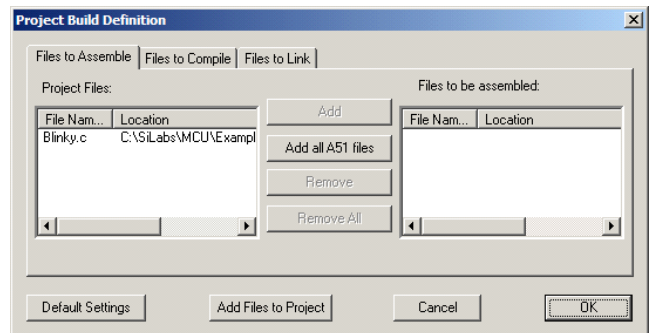 Project Build Definition
Files to Assemble Files to Compile Files to Link
Project Files:
Files to be assembled:
File Nam... Location
Blinky.c C:\SiLabs\MCU\Exampl
Add
Add all A51 files
Remove
Remove All
File Nam... Location
Default Settings
Add Files to Project
Cancel
OK